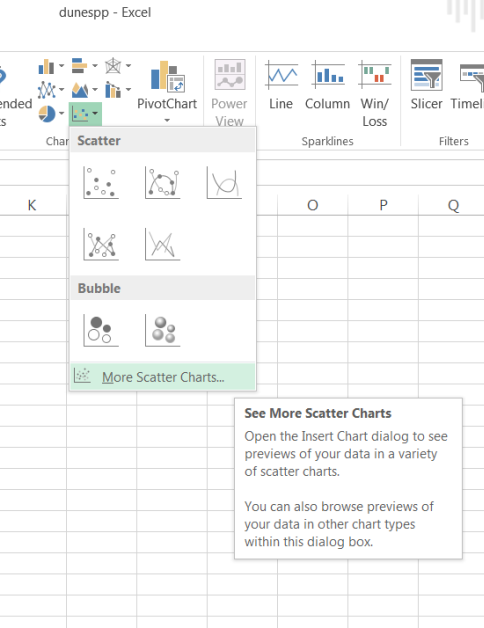 dunespp - Excel
ended
PivotChart
Power
View
Line
Column
Win/
Loss
Slicer
Timel
Char
Sparklines
Filters
Scatter
K
O
P
Q
Bubble
More Scatter Charts...
See More Scatter Charts
Open the Insert Chart dialog to see
previews of your data in a variety
of scatter charts.
You can also browse previews of
your data in other chart types
within this dialog box.